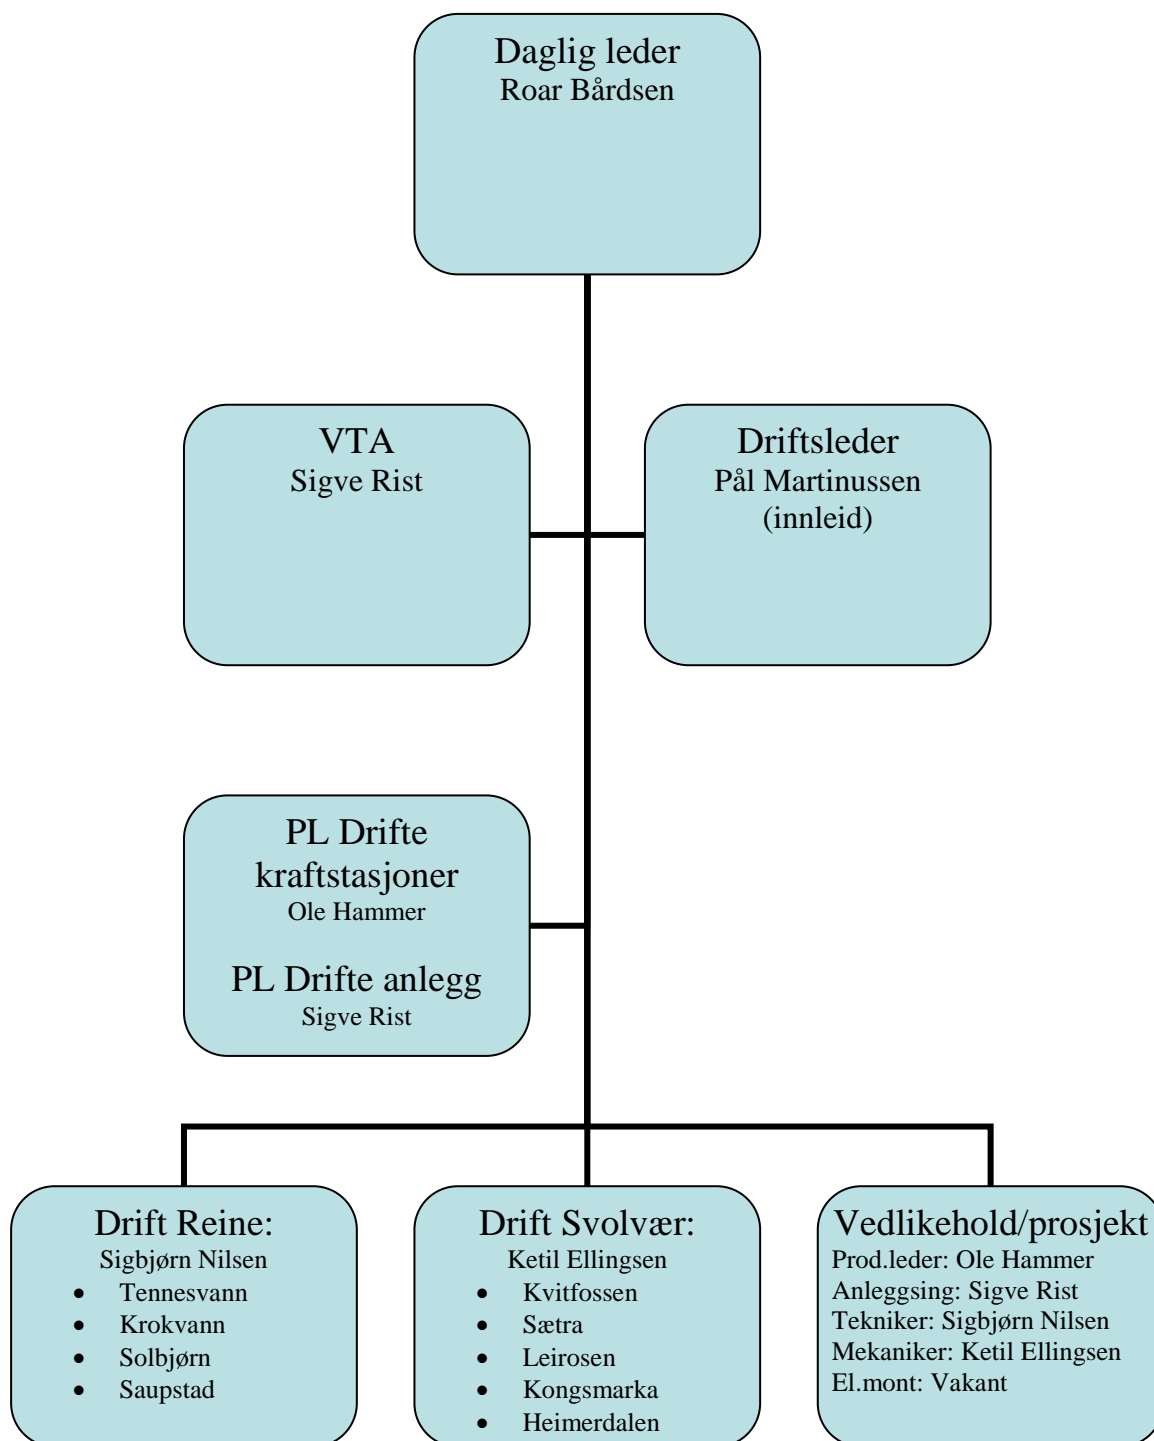 Daglig leder
Roar Bårdsen
VTA
Sigve Rist
Driftsleder
Pål Martinussen
(innleid)
PL Drifte
kraftstasjoner
Ole Hammer
PL Drifte anlegg
Sigve Rist
Drift Reine:
Sigbjørn Nilsen
• Tennesvann
• Krokvann
• Solbjørn
• Saupstad
Drift Svolvær:
Ketil Ellingsen
• Kvitfossen
• Sætra
• Leirosen
• Kongsmarka
• Heimerdalen
Vedlikehold/prosjekt
Prod.leder: Ole Hammer
Anleggsing: Sigve Rist
Tekniker: Sigbjørn Nilsen
Mekaniker: Ketil Ellingsen
El.mont: Vakant